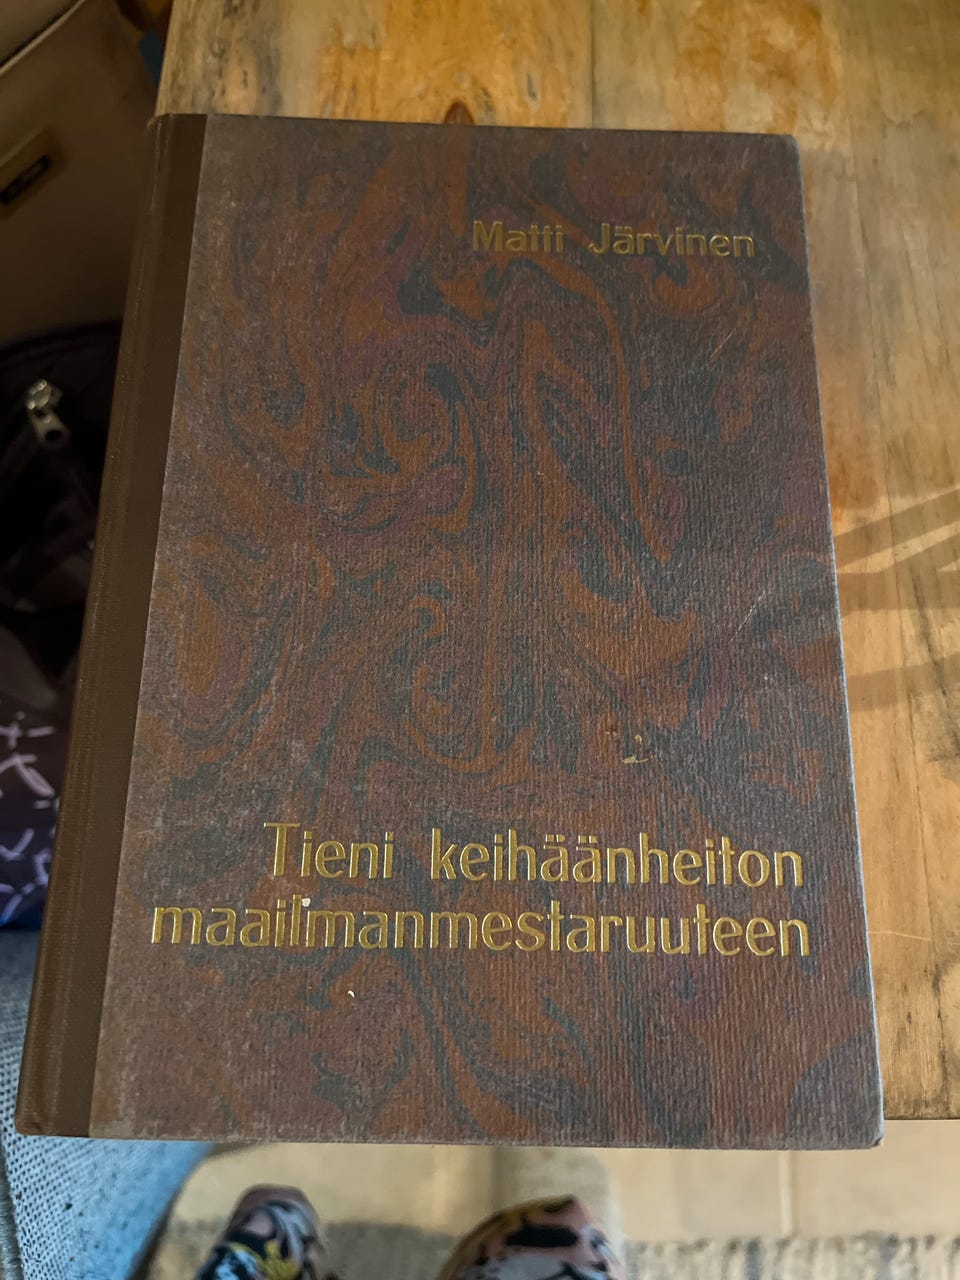 Matti Järvinen
Tieni keihäänheiton
maailmanmestaruuteen